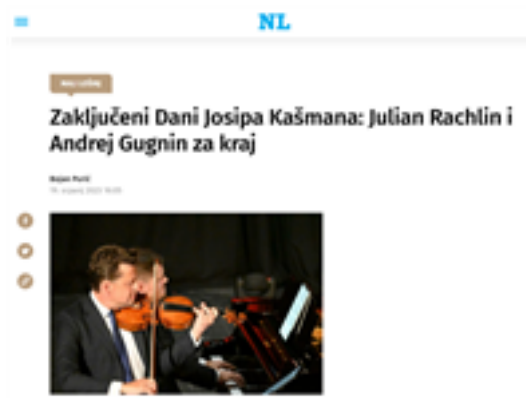 NL
Zaključeni Dani Josipa Kašmana: Julian Rachlin i
Andrej Gugnin za kraj